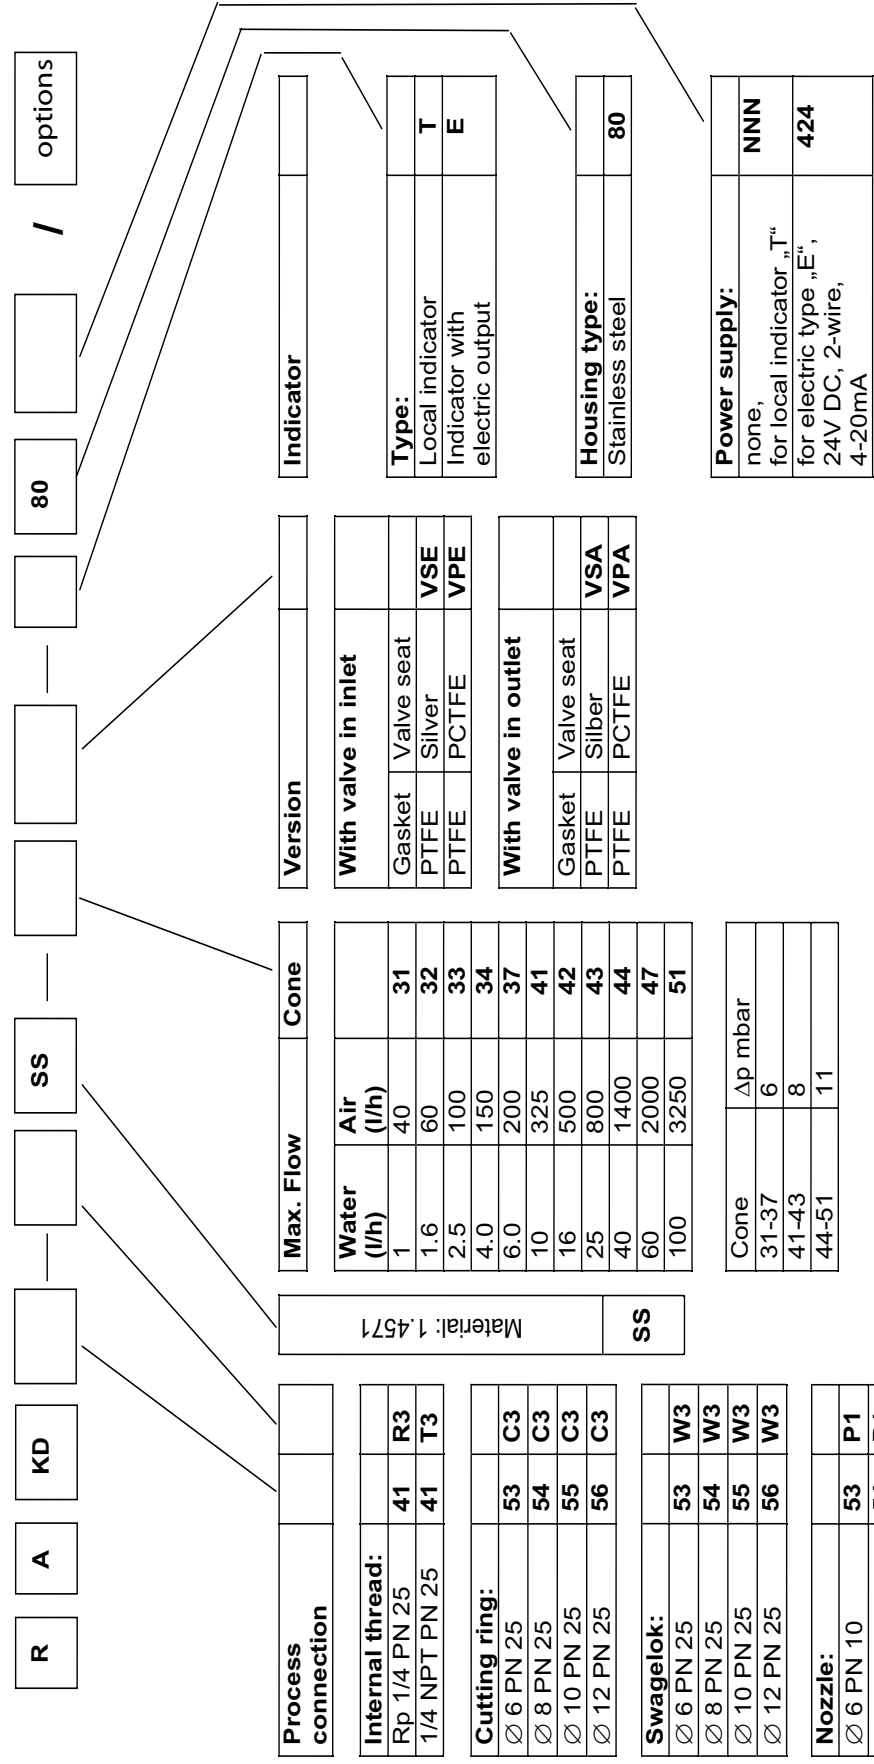 R A KD — SS — — 80 / options
Process
connection
Internal thread:
Rp 1/4 PN 25 41 R3
1/4 NPT PN 25 41 T3
Cutting ring:
∅ 6 PN 25 53 C3
∅ 8 PN 25 54 C3
∅ 10 PN 25 55 C3
∅ 12 PN 25 56 C3
Swagelok:
∅ 6 PN 25 53 W3
∅ 8 PN 25 54 W3
∅ 10 PN 25 55 W3
∅ 12 PN 25 56 W3
Nozzle:
∅ 6 PN 10 53 P1
Material: 1.4571
SS
Max. Flow Cone
Water Air
(l/h) (l/h)
1 40 31
1.6 60 32
2.5 100 33
4.0 150 34
6.0 200 37
10 325 41
16 500 42
25 800 43
40 1400 44
60 2000 47
100 3250 51
Cone Δp mbar
31-37 6
41-43 8
44-51 11
Version
With valve in inlet
Gasket Valve seat
PTFE Silver VSE
PTFE PCTFE VPE
With valve in outlet
Gasket Valve seat
PTFE Silber VSA
PTFE PCTFE VPA
Indicator
Type:
Local indicator T
Indicator with E
electric output
Housing type:
Stainless steel 80
Power supply:
none, NNN
for local indicator „T“
for electric type „E“, 424
24V DC, 2-wire,
4-20mA